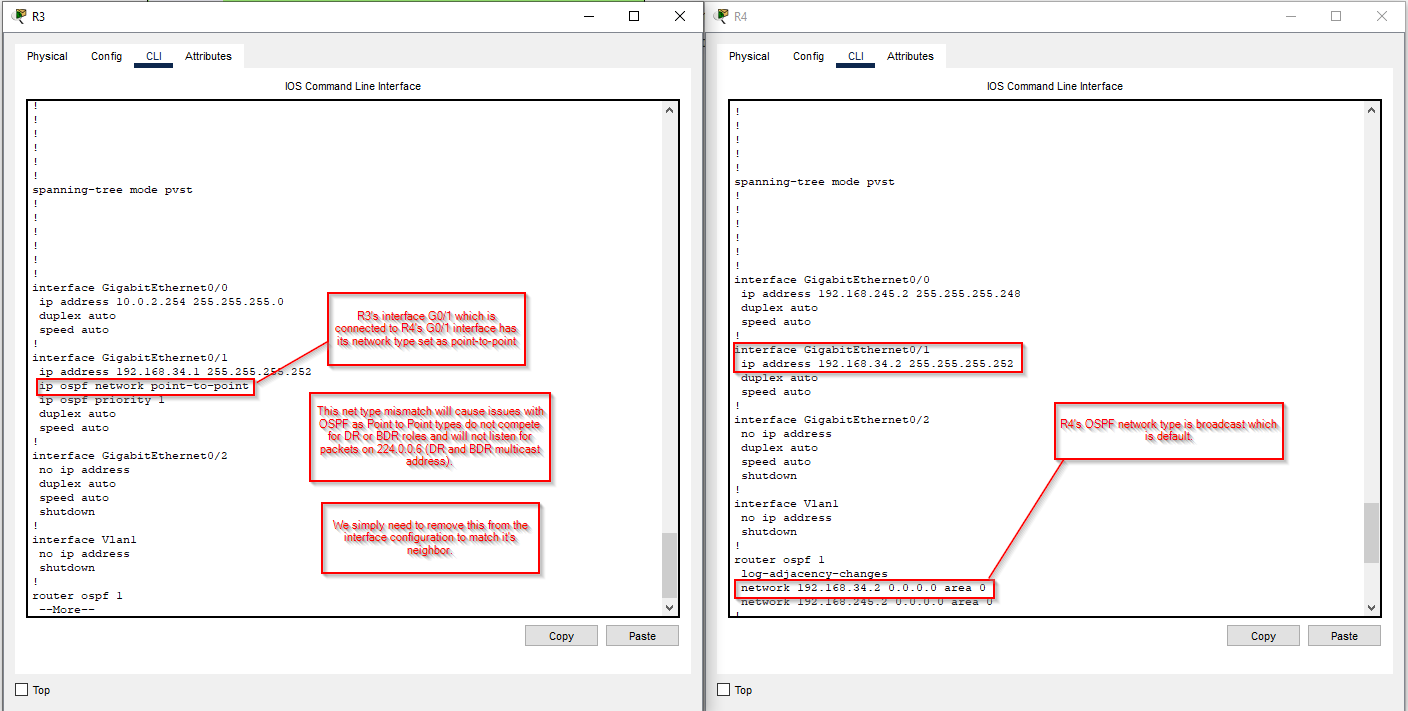 R3
Physical Config CLI Attributes
IOS Command Line Interface
!
!
!
!
!
!
spanning-tree mode pvst
!
!
!
!
!
!
interface GigabitEthernet0/0
ip address 10.0.2.254 255.255.255.0
duplex auto
speed auto
!
interface GigabitEthernet0/1
ip address 192.168.34.1 255.255.255.252
ip ospf network point-to-point
ip ospf priority 1
duplex auto
speed auto
!
interface GigabitEthernet0/2
no ip address
duplex auto
speed auto
shutdown
!
interface Vlan1
no ip address
shutdown
!
router ospf 1
--More--
R3's interface G0/1 which is
connected to R4's G0/1 interface has
its network type set as point-to-point
This net type mismatch will cause issues with
OSPF as Point to Point types do not compete
for DR or BDR roles and will not listen for
packets on 224.0.0.6 (DR and BDR multicast
address).
We simply need to remove this from the
interface configuration to match it's
neighbor.
Copy Paste
Top
R4
Physical Config CLI Attributes
IOS Command Line Interface
!
!
!
!
!
spanning-tree mode pvst
!
!
!
!
!
!
interface GigabitEthernet0/0
ip address 192.168.245.2 255.255.255.248
duplex auto
speed auto
!
interface GigabitEthernet0/1
ip address 192.168.34.2 255.255.255.252
duplex auto
speed auto
!
interface GigabitEthernet0/2
no ip address
duplex auto
speed auto
shutdown
!
interface Vlan1
no ip address
shutdown
!
router ospf 1
log-adjacency-changes
network 192.168.34.2 0.0.0.0 area 0
network 192.168.245.2 0.0.0.0 area 0
!
R4's OSPF network type is broadcast which
is default.
Copy Paste
Top